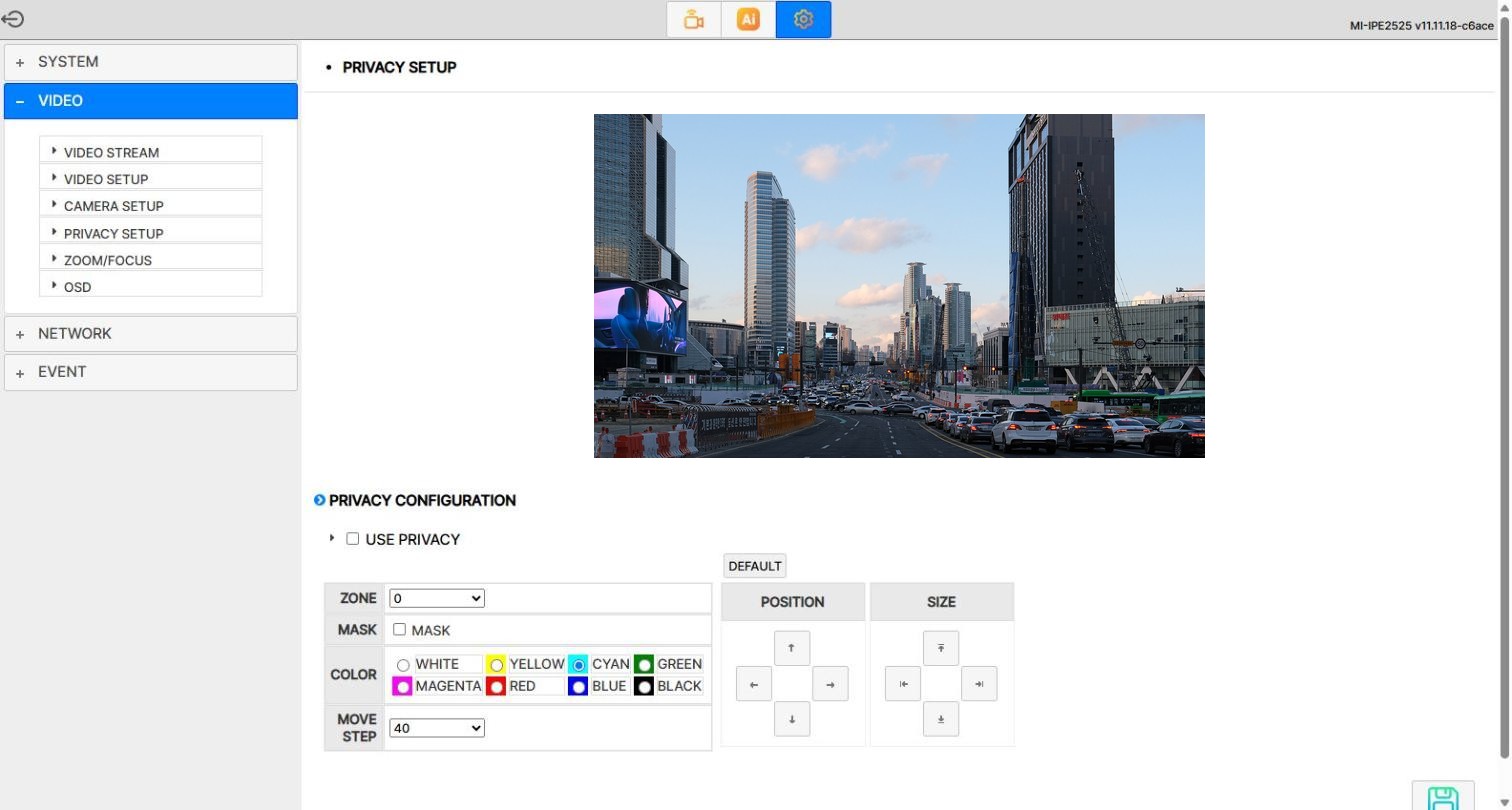 MI-IPE2525 v11.11.18-c6ace
+ SYSTEM
– VIDEO
VIDEO STREAM
VIDEO SETUP
CAMERA SETUP
PRIVACY SETUP
ZOOM/FOCUS
OSD
+ NETWORK
+ EVENT
Ai
• PRIVACY SETUP
PRIVACY CONFIGURATION
USE PRIVACY
DEFAULT
ZONE 0
MASK MASK
COLOR
WHITE YELLOW CYAN GREEN
MAGENTA RED BLUE BLACK
MOVE
STEP
40
POSITION
↑
← →
↓
SIZE